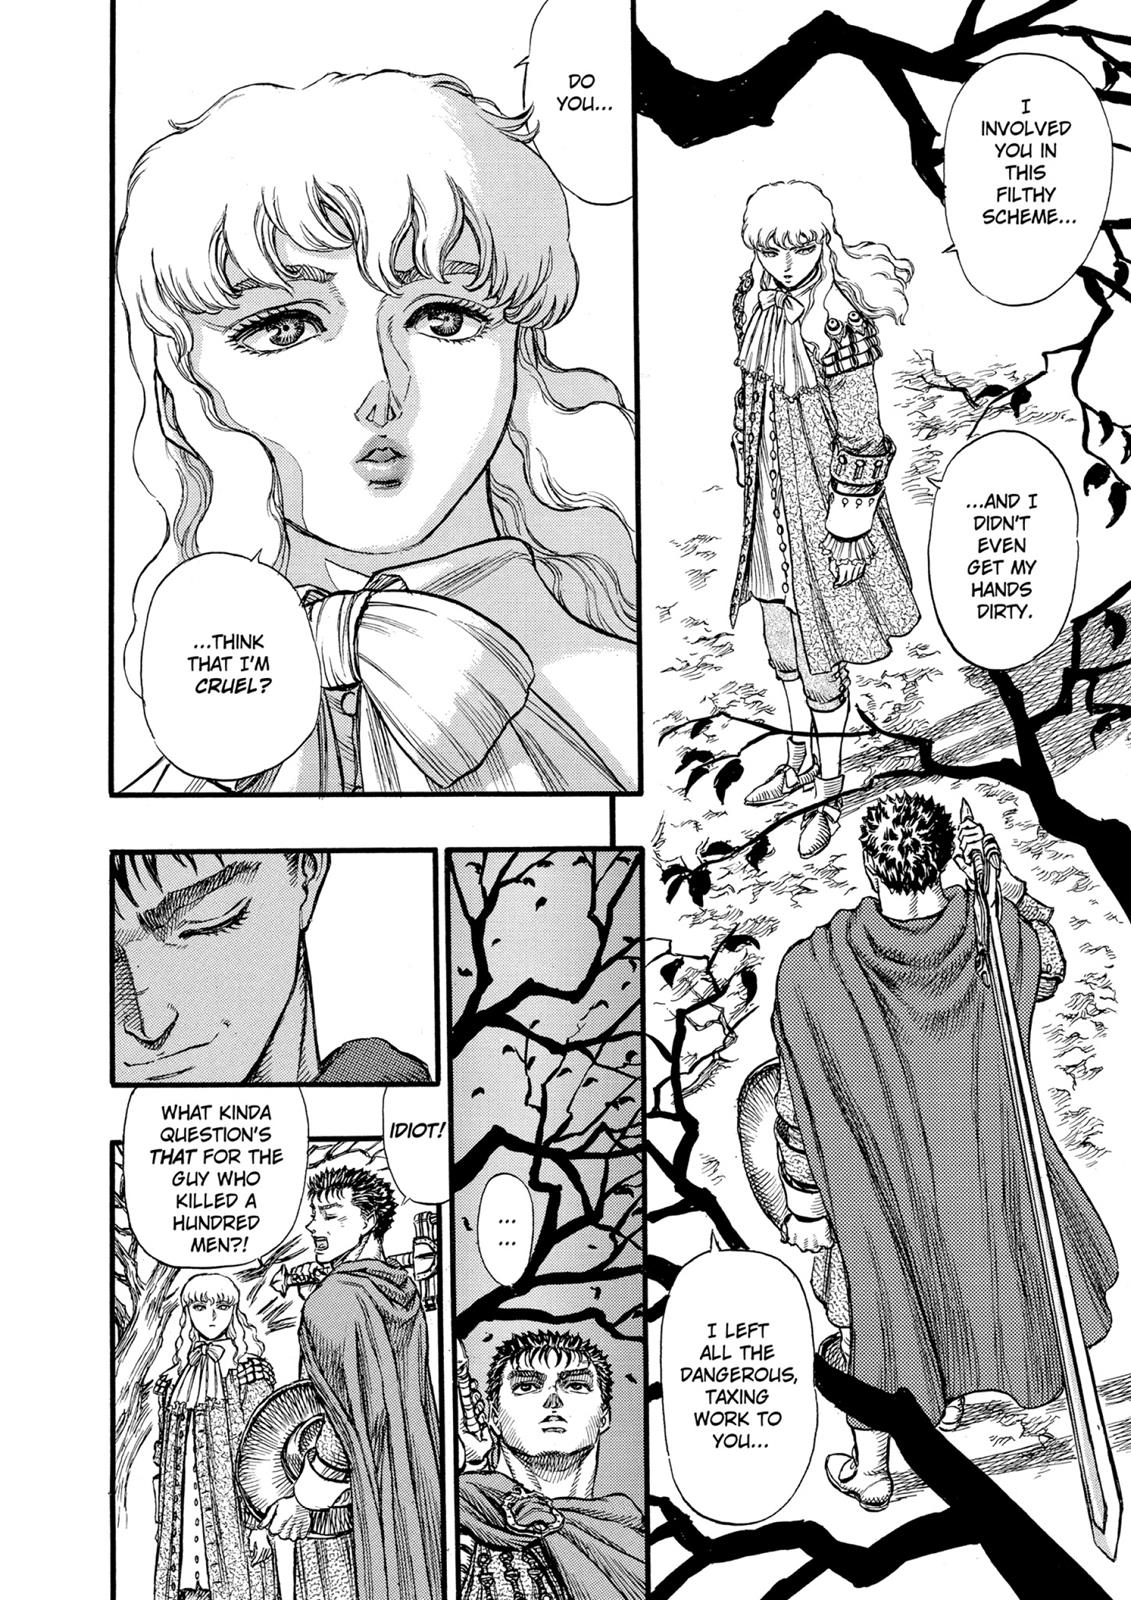 I
INVOLVED
YOU IN
THIS
FILTHY
SCHEME...
...AND I
DIDN'T
EVEN
GET MY
HANDS
DIRTY.
I LEFT
ALL THE
DANGEROUS,
TAXING
WORK TO
YOU...
DO
YOU...
...THINK
THAT I'M
CRUEL?
...
...
IDIOT!
WHAT KINDA
QUESTION'S
THAT FOR THE
GUY WHO
KILLED A
HUNDRED
MEN?!